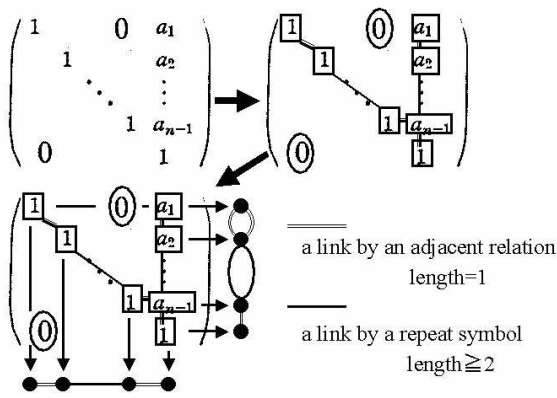 1 0 a₁
1 a₂
⋱ ⋮
1 aₙ₋₁
0 1
1 0 a₁
1 a₂
1 aₙ₋₁
0 1
1 0 a₁
1 a₂
1 aₙ₋₁
0 1
a link by an adjacent relation
length=1
a link by a repeat symbol
length≧2